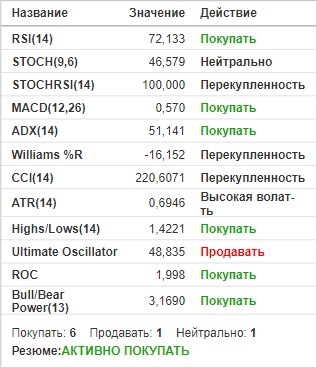 Название Значение Действие
RSI(14) 72,133 Покупать
STOCH(9,6) 46,579 Нейтрально
STOCHRSI(14) 100,000 Перекупленность
MACD(12,26) 0,570 Покупать
ADX(14) 51,141 Покупать
Williams %R -16,152 Перекупленность
CCI(14) 220,6071 Перекупленность
ATR(14) 0,6946 Высокая волат-
ть
Highs/Lows(14) 1,4221 Покупать
Ultimate Oscillator 48,835 Продавать
ROC 1,998 Покупать
Bull/Bear
Power(13) 3,1690 Покупать
Покупать: 6 Продавать: 1 Нейтрально: 1
Резюме:АКТИВНО ПОКУПАТЬ